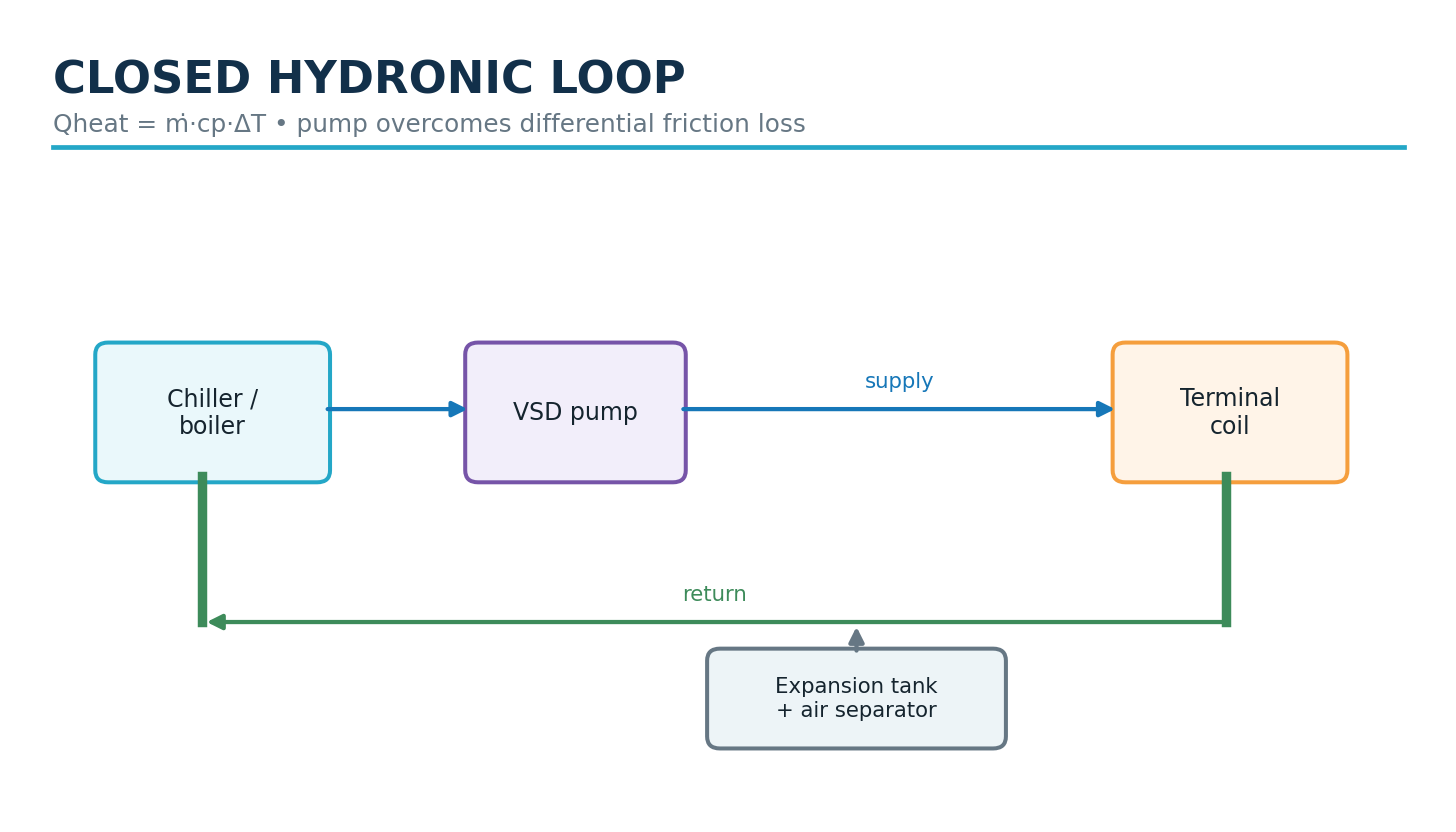 CLOSED HYDRONIC LOOP
Qheat = ṁ·cp·ΔT • pump overcomes differential friction loss
Chiller /
boiler
VSD pump
supply
Terminal
coil
return
Expansion tank
+ air separator